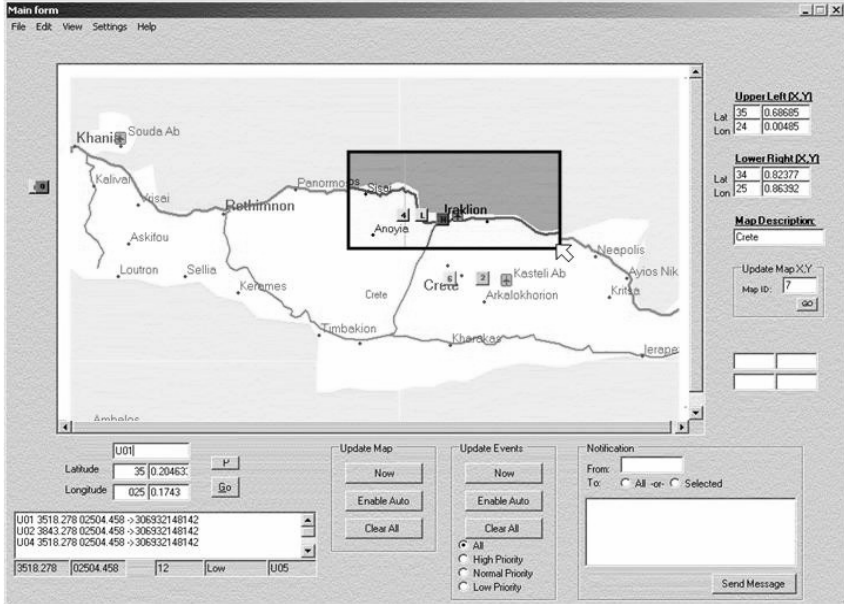 Main form
File Edit View Settings Help
Upper Left (X,Y)
Lat 35 0.68685
Lon 24 0.00485
Lower Right (X,Y)
Lat 34 0.82377
Lon 25 0.86392
Map Description:
Crete
Update Map X,Y
Map ID: 7
GO
Khania
Souda Ab
Kalivai
Vrisai
Rethimnon
Panormos
Sisai
Iraklion
4 L N
Anoyia
Askifou
Neapolis
Loutron
Sellia
Kerames
Crete
Crete
6 2
Kasteli Ab
Arkalokhorion
Ayios Nik
Kritsa
Timbakion
Kharakas
Ierape
Ambelos
U01
Latitude 35 0.20463
Longitude 025 0.1743
P
Go
U01 3518.278 02504.458 ->306932148142
U02 3843.278 02504.458 ->306932148142
U04 3518.278 02504.458 ->306932148142
3518.278 02504.458 12 Low U05
Update Map
Now
Enable Auto
Clear All
Update Events
Now
Enable Auto
Clear All
All
High Priority
Normal Priority
Low Priority
Notification
From:
To: All -or- Selected
Send Message